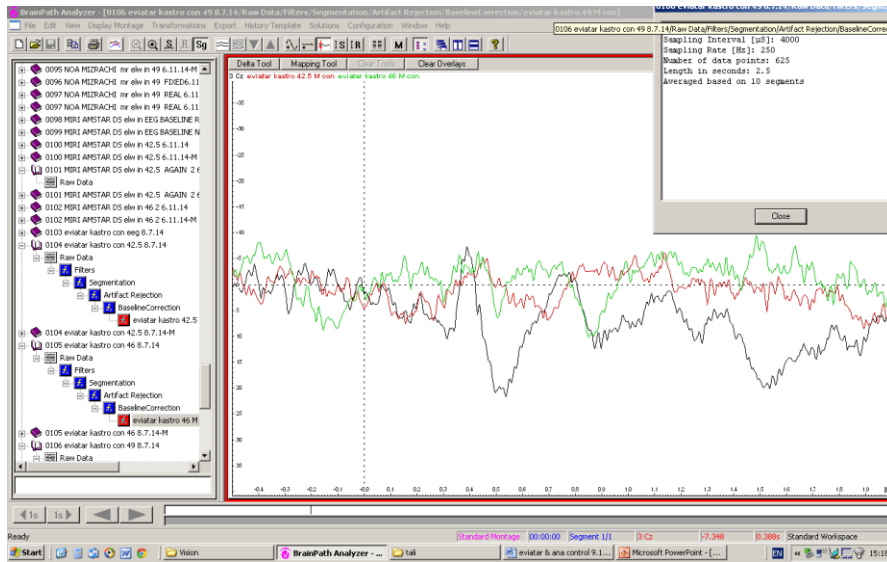 BrainPath Analyzer - [0106 eviatar kastro con 49 8.7.14/Raw Data/Filters/Segmentation/Artifact Rejection/BaselineCorrection/eviatar kastro 49 M con]
File Edit View Display Montage Transformations Export History Template Solutions Configuration Window Help
0106 eviatar kastro con 49 8.7.14/Raw Data/Filters/Segmentation/Artifact Rejection/BaselineCorrec
Sampling Interval [µS]: 4000
Sampling Rate [Hz]: 250
Number of data points: 625
Length in seconds: 2.5
Averaged based on 10 segments
Close
Delta Tool Mapping Tool Clear Tools Clear Overlays
3 Cz eviatar kastro 42.5 M con eviatar kastro 46 M con
0095 NOA MIZRACHI mr elw in 49 6.11.14-M
0096 NOA MIZRACHI mr elw in 49 FIXED6.11
0097 NOA MIZRACHI mr elw in 49 REAL 6.11
0097 NOA MIZRACHI mr elw in 49 REAL 6.11
0098 MIRI AMSTAR DS elw in EEG BASELINE R
0099 MIRI AMSTAR DS elw in EEG BASELINE N
0100 MIRI AMSTAR DS elw in 42.5 6.11.14
0100 MIRI AMSTAR DS elw in 42.5 6.11.14-M
0101 MIRI AMSTAR DS elw in 42.5 AGAIN 2 6
Raw Data
0101 MIRI AMSTAR DS elw in 42.5 AGAIN 2 6
0102 MIRI AMSTAR DS elw in 46 2 6.11.14
0102 MIRI AMSTAR DS elw in 46 2 6.11.14-M
0103 eviatar kastro con eeg 8.7.14
0104 eviatar kastro con 42.5 8.7.14
Raw Data
Filters
Segmentation
Artifact Rejection
BaselineCorrection
eviatar kastro 42.5
0104 eviatar kastro con 42.5 8.7.14-M
0105 eviatar kastro con 46 8.7.14
Raw Data
Filters
Segmentation
Artifact Rejection
BaselineCorrection
eviatar kastro 46 M
0105 eviatar kastro con 46 8.7.14-M
0106 eviatar kastro con 49 8.7.14
Raw Data
-0.4 -0.3 -0.2 -0.1 -0.0 0.1 0.2 0.3 0.4 0.5 0.6 0.7 0.8 0.9 1.0 1.1 1.2 1.3 1.4 1.5 1.6 1.7 1.8 1.9
1s 1s
Ready Standard Montage 00:00:00 Segment 1/1 3 Cz -7.348 0.388s Standard Workspace
Start Vision BrainPath Analyzer - ... tali eviatar & ana control 9.1... Microsoft PowerPoint - [... EN 15:18